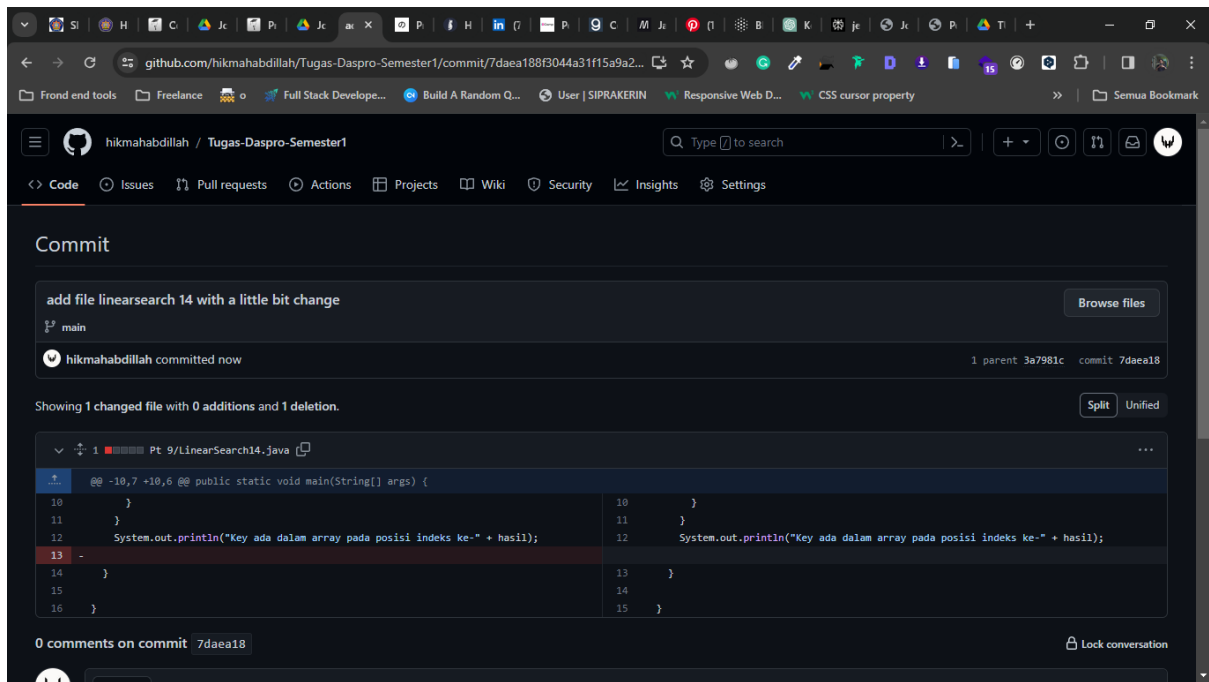 github.com/hikmahabdillah/Tugas-Daspro-Semester1/commit/7daea188f3044a31f15a9a2...
15
Frond end tools Freelance o Full Stack Develope... Build A Random Q... User | SIPRAKERIN Responsive Web D... CSS cursor property » Semua Bookmark
hikmahabdillah / Tugas-Daspro-Semester1 Type / to search
<> Code Issues Pull requests Actions Projects Wiki Security Insights Settings
Commit
add file linearsearch 14 with a little bit change Browse files
main
hikmahabdillah committed now 1 parent 3a7981c commit 7daea18
Showing 1 changed file with 0 additions and 1 deletion. Split Unified
1 Pt 9/LinearSearch14.java ...
@@ -10,7 +10,6 @@ public static void main(String[] args) {
10 } 10 }
11 } 11 }
12 System.out.println("Key ada dalam array pada posisi indeks ke-" + hasil); 12 System.out.println("Key ada dalam array pada posisi indeks ke-" + hasil);
13 -
14 } 13 }
15 14
16 } 15 }
0 comments on commit 7daea18 Lock conversation